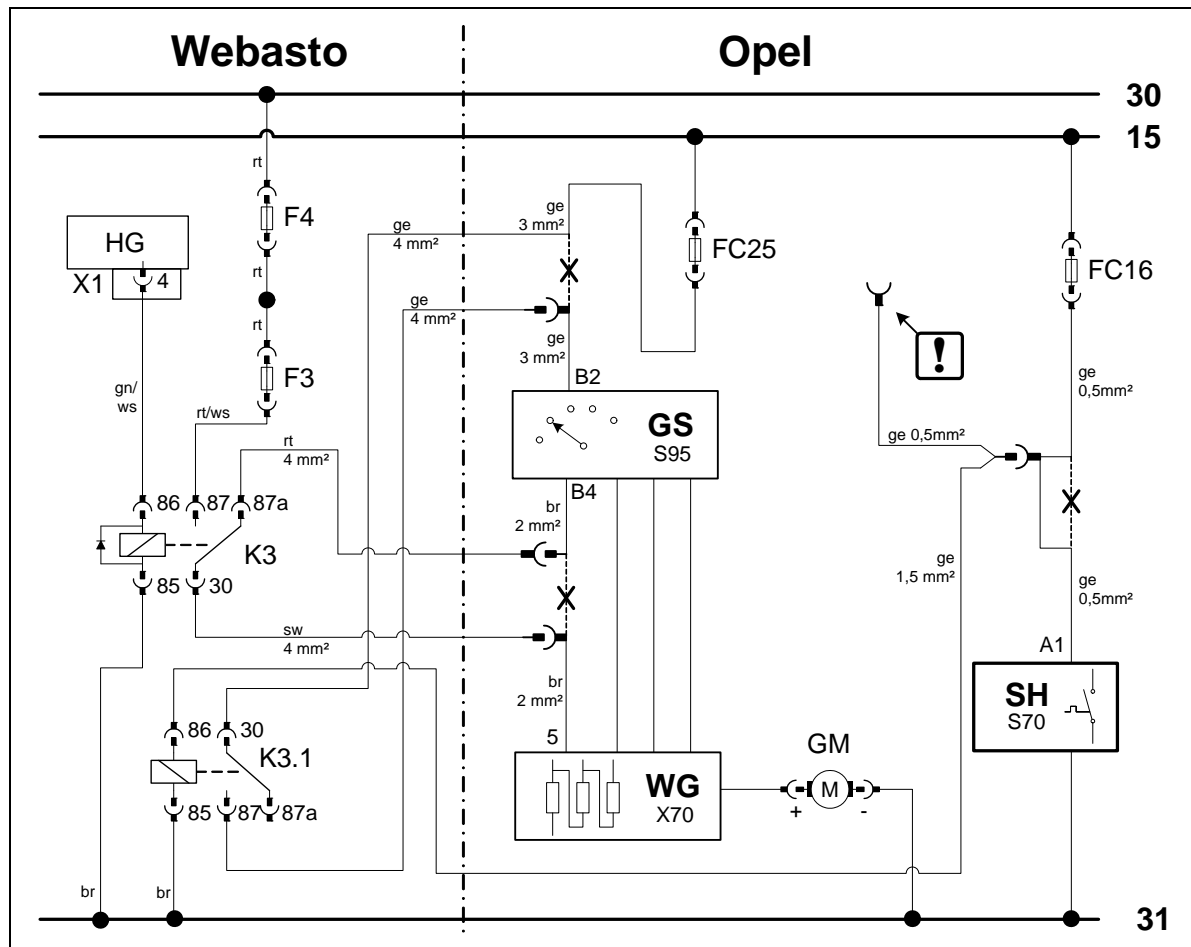 Webasto
Opel
30
15
rt
F4
HG
X1
4
rt
rt
F3
gn/
ws
rt/ws
rt
4 mm²
86
87
87a
K3
85
30
sw
4 mm²
86
30
K3.1
85
87
87a
br
br
ge
4 mm²
ge
4 mm²
ge
3 mm²
FC25
ge
3 mm²
B2
GS
S95
B4
br
2 mm²
br
2 mm²
5
WG
X70
GM
M
+
-
FC16
!
ge
0,5mm²
ge 0,5mm²
ge
1,5 mm²
ge
0,5mm²
A1
SH
S70
31